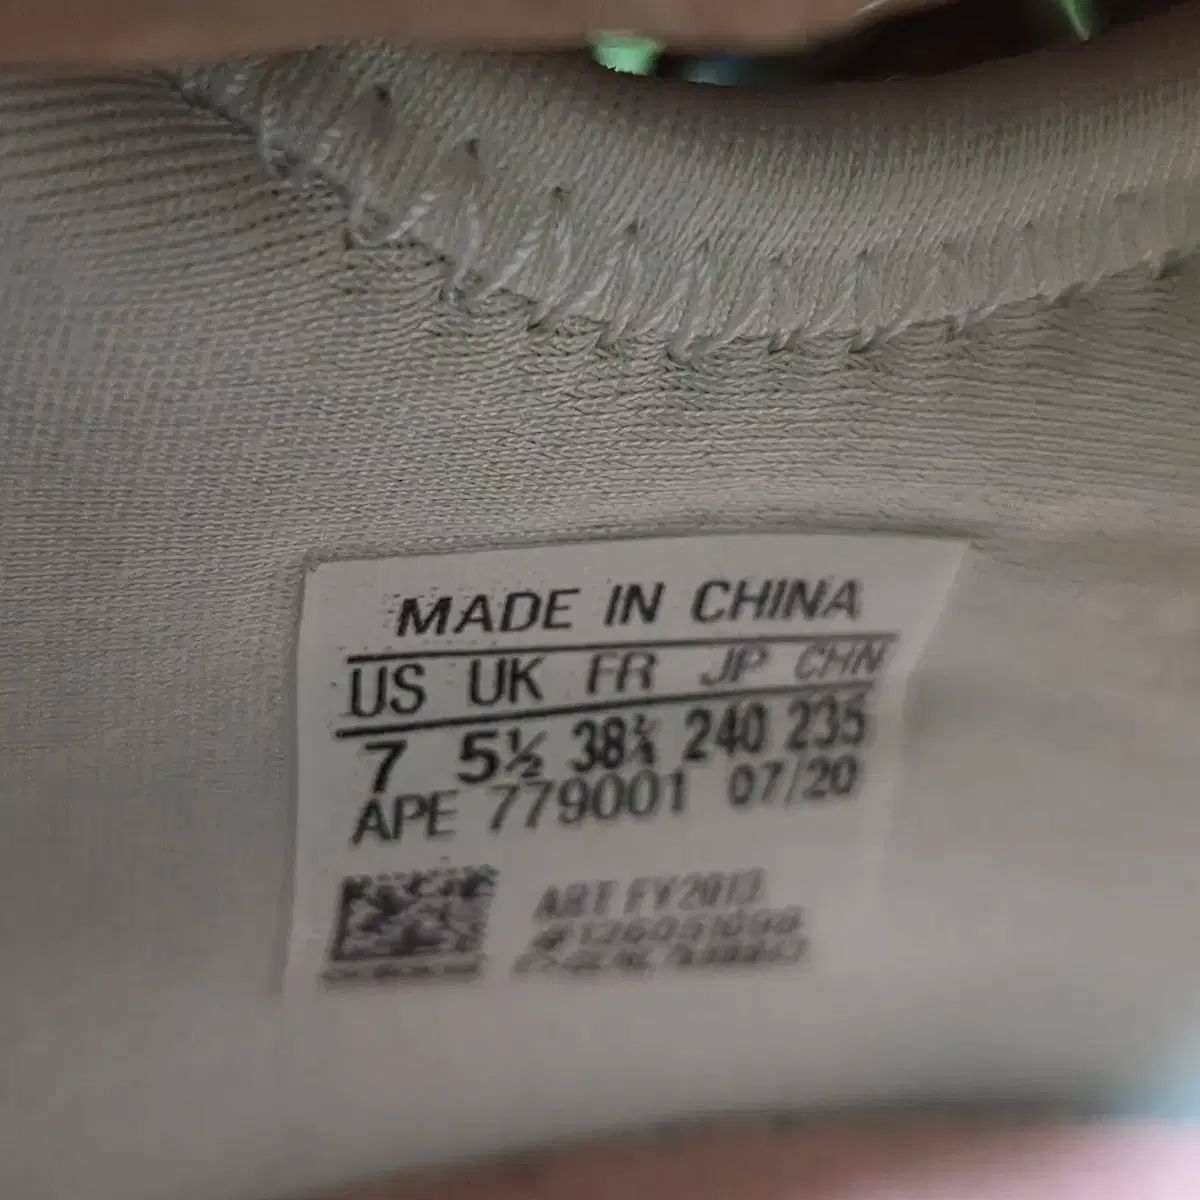 MADE IN CHINA
US UK FR JP CHN
7 5½ 38⅔ 240 235
APE 779001 07/20
ART FY2013